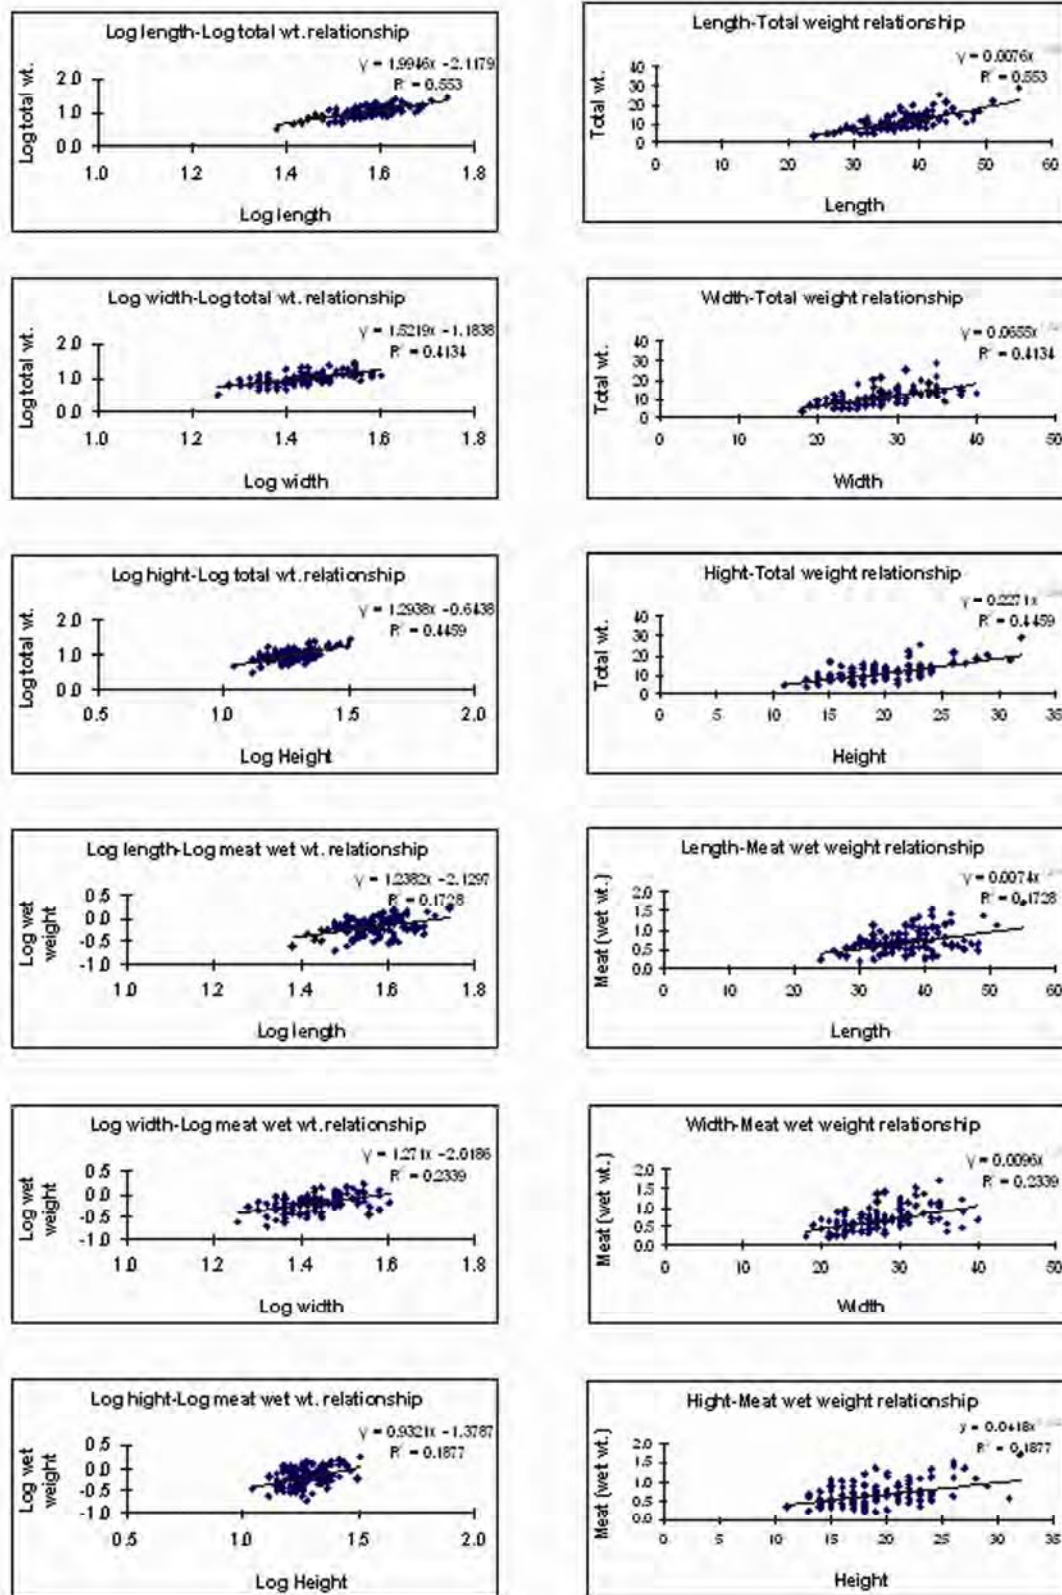 Log length-Log total wt. relationship
y = 1.9946x - 2.1179
R² = 0.553
Log total wt.
2.0
1.0
0.0
1.0 1.2 1.4 1.6 1.8
Log length
Length-Total weight relationship
y = 0.0076x
R² = 0.553
Total wt.
40
30
20
10
0
0 10 20 30 40 50 60
Length
Log width-Log total wt. relationship
y = 1.5219x - 1.1838
R² = 0.4134
Log total wt.
2.0
1.0
0.0
1.0 1.2 1.4 1.6 1.8
Log width
Width-Total weight relationship
y = 0.0655x
R² = 0.4134
Total wt.
40
30
20
10
0
0 10 20 30 40 50
Width
Log hight-Log total wt. relationship
y = 1.2938x - 0.6438
R² = 0.4459
Log total wt.
2.0
1.0
0.0
0.5 1.0 1.5 2.0
Log Height
Hight-Total weight relationship
y = 0.2271x
R² = 0.4459
Total wt.
40
30
20
10
0
0 5 10 15 20 25 30 35
Height
Log length-Log meat wet wt. relationship
y = 1.2382x - 2.1297
R² = 0.1728
Log wet
weight
0.5
0.0
-0.5
-1.0
1.0 1.2 1.4 1.6 1.8
Log length
Length-Meat wet weight relationship
y = 0.0074x
R² = 0.1728
Meat (wet wt.)
2.0
1.5
1.0
0.5
0.0
0 10 20 30 40 50 60
Length
Log width-Log meat wet wt. relationship
y = 1.271x - 2.0186
R² = 0.2339
Log wet
weight
0.5
0.0
-0.5
-1.0
1.0 1.2 1.4 1.6 1.8
Log width
Width-Meat wet weight relationship
y = 0.0096x
R² = 0.2339
Meat (wet wt.)
2.0
1.5
1.0
0.5
0.0
0 10 20 30 40 50
Width
Log hight-Log meat wet wt. relationship
y = 0.9321x - 1.3787
R² = 0.1877
Log wet
weight
0.5
0.0
-0.5
-1.0
0.5 1.0 1.5 2.0
Log Height
Hight-Meat wet weight relationship
y = 0.0418x
R² = 0.1877
Meat (wet wt.)
2.0
1.5
1.0
0.5
0.0
0 5 10 15 20 25 30 35
Height